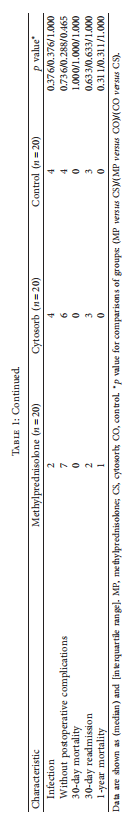 TABLE 1: Continued.
Characteristic Methylprednisolone (n = 20) Cytosorb (n = 20) Control (n = 20) p value*
Infection 2 4 4 0.376/0.376/1.000
Without postoperative complications 7 6 4 0.736/0.288/0.465
30-day mortality 0 0 0 1.000/1.000/1.000
30-day readmission 2 3 3 0.633/0.633/1.000
1-year mortality 1 0 0 0.311/0.311/1.000
Data are shown as (median) and [interquartile range]. MP, methylprednisolone; CS, cytosorb; CO, control. *p value for comparisons of groups: (MP versus CS)/(MP versus CO)/(CO versus CS).